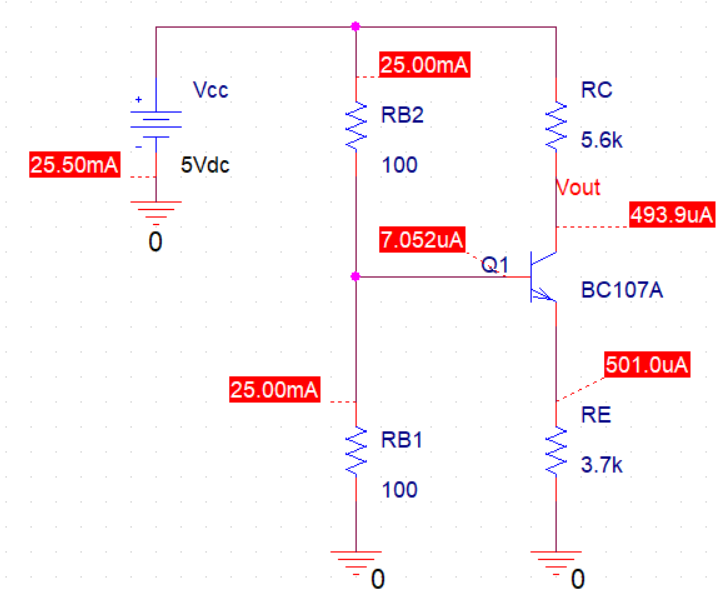 25.00mA
Vcc
RB2
RC
5.6k
+
-
25.50mA
5Vdc
100
Vout
493.9uA
0
7.052uA
Q1
BC107A
501.0uA
25.00mA
RB1
RE
3.7k
100
0
0